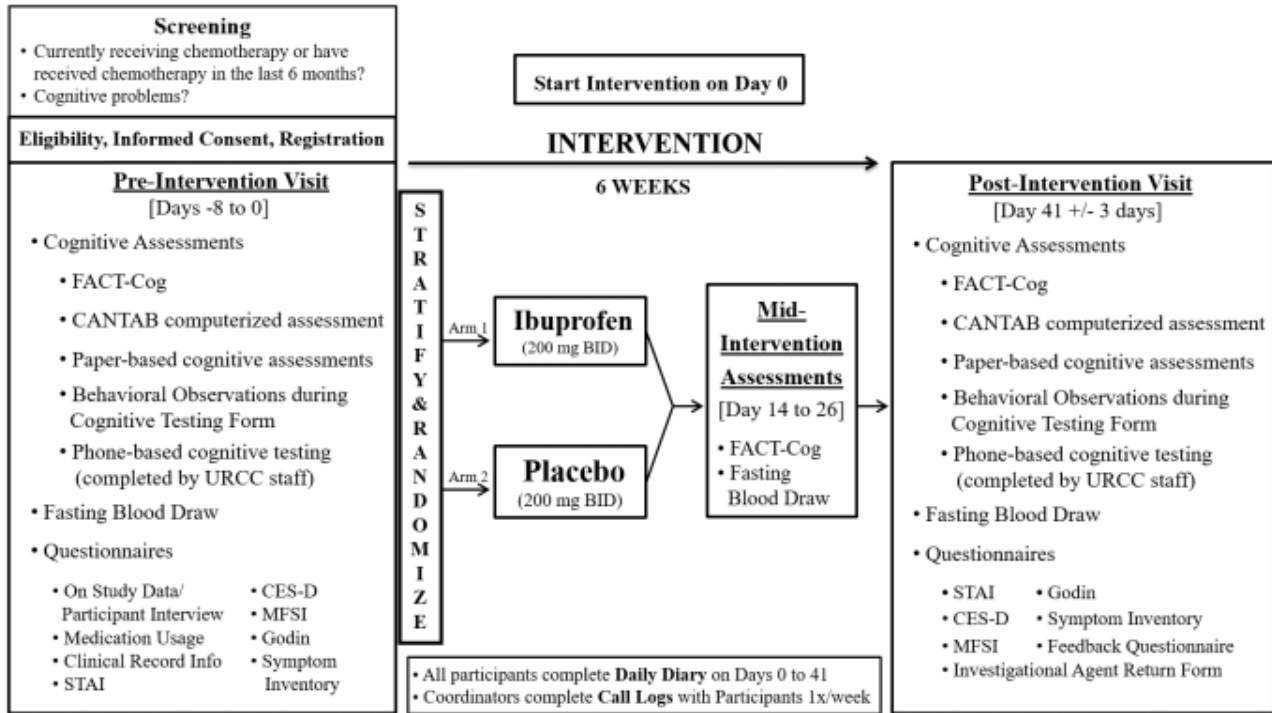 Screening
• Currently receiving chemotherapy or have
received chemotherapy in the last 6 months?
• Cognitive problems?
Eligibility, Informed Consent, Registration
Pre-Intervention Visit
[Days -8 to 0]
• Cognitive Assessments
• FACT-Cog
• CANTAB computerized assessment
• Paper-based cognitive assessments
• Behavioral Observations during
Cognitive Testing Form
• Phone-based cognitive testing
(completed by URCC staff)
• Fasting Blood Draw
• Questionnaires
• On Study Data/
Participant Interview
• Medication Usage
• Clinical Record Info
• STAI
• CES-D
• MFSI
• Godin
• Symptom
Inventory
STRATIFY&RANDOMIZE
Start Intervention on Day 0
INTERVENTION
6 WEEKS
Arm 1
Ibuprofen
(200 mg BID)
Arm 2
Placebo
(200 mg BID)
Mid-
Intervention
Assessments
[Day 14 to 26]
• FACT-Cog
• Fasting
Blood Draw
• All participants complete Daily Diary on Days 0 to 41
• Coordinators complete Call Logs with Participants 1x/week
Post-Intervention Visit
[Day 41 +/- 3 days]
• Cognitive Assessments
• FACT-Cog
• CANTAB computerized assessment
• Paper-based cognitive assessments
• Behavioral Observations during
Cognitive Testing Form
• Phone-based cognitive testing
(completed by URCC staff)
• Fasting Blood Draw
• Questionnaires
• STAI
• CES-D
• MFSI
• Godin
• Symptom Inventory
• Feedback Questionnaire
• Investigational Agent Return Form